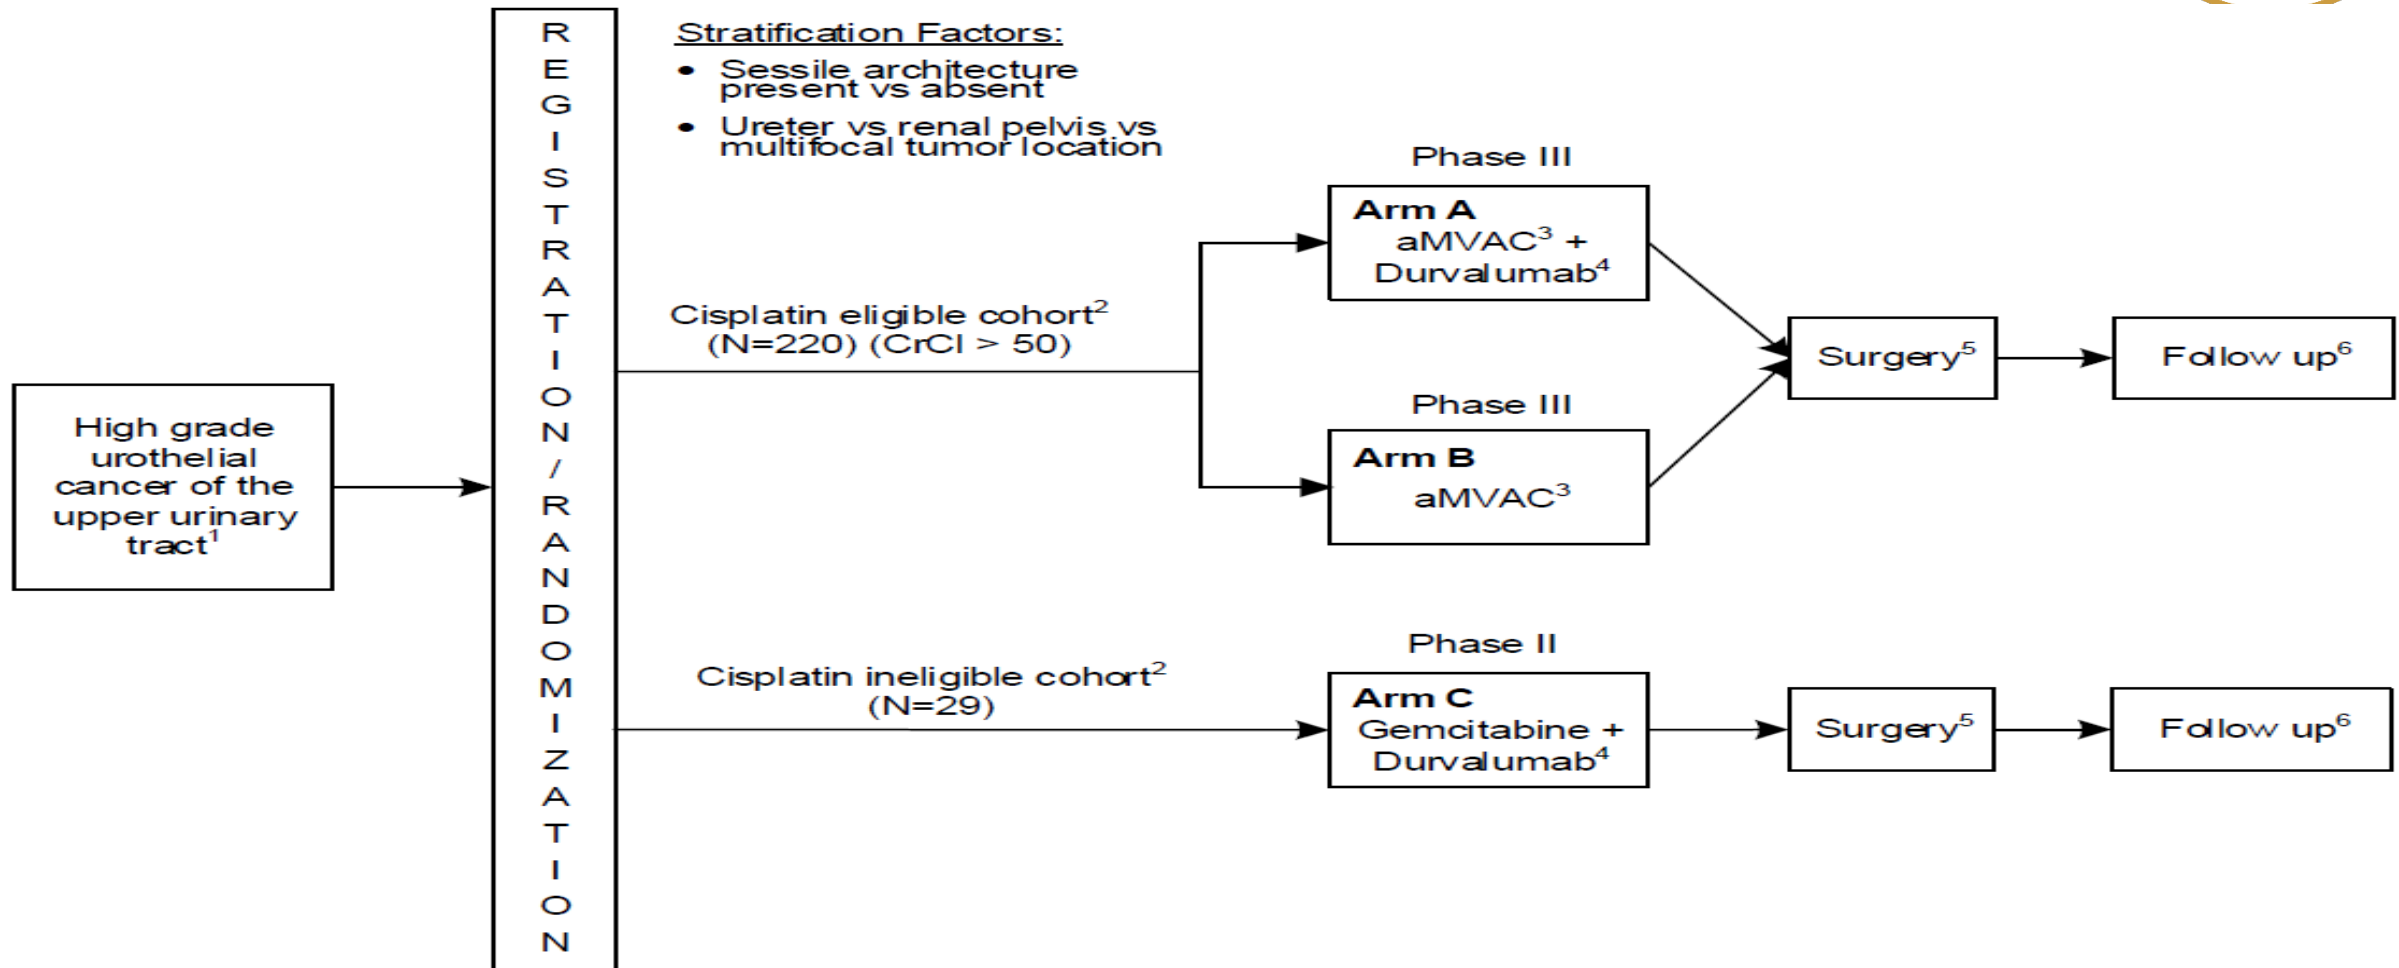 High grade
urothelial
cancer of the
upper urinary
tract¹
R
E
G
I
S
T
R
A
T
I
O
N
/
R
A
N
D
O
M
I
Z
A
T
I
O
N
Stratification Factors:
• Sessile architecture
present vs absent
• Ureter vs renal pelvis vs
multifocal tumor location
Cisplatin eligible cohort²
(N=220) (CrCl > 50)
Phase III
Arm A
aMVAC³ +
Durvalumab⁴
Phase III
Arm B
aMVAC³
Surgery⁵
Follow up⁶
Cisplatin ineligible cohort²
(N=29)
Phase II
Arm C
Gemcitabine +
Durvalumab⁴
Surgery⁵
Follow up⁶